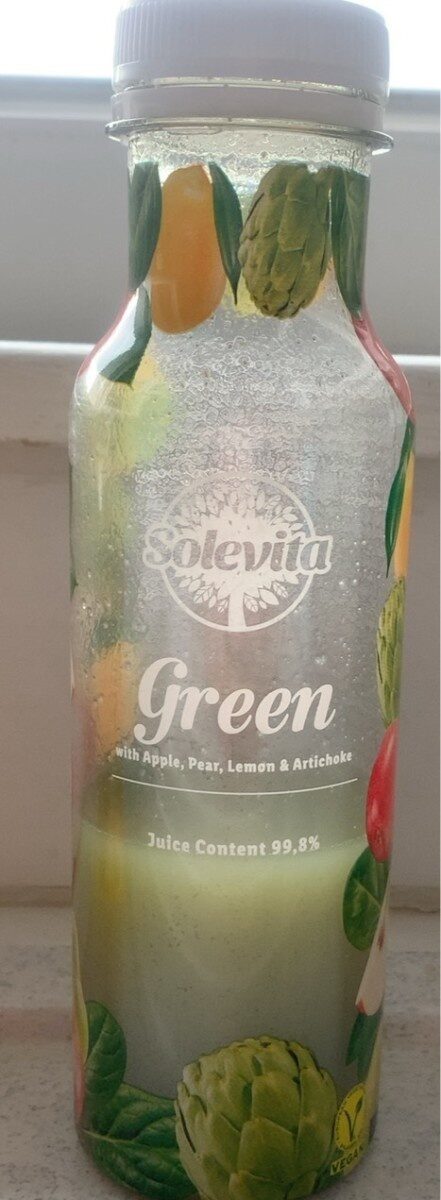 Solevita
Green
with Apple, Pear, Lemon & Artichoke
Juice Content 99,8%
VEGAN